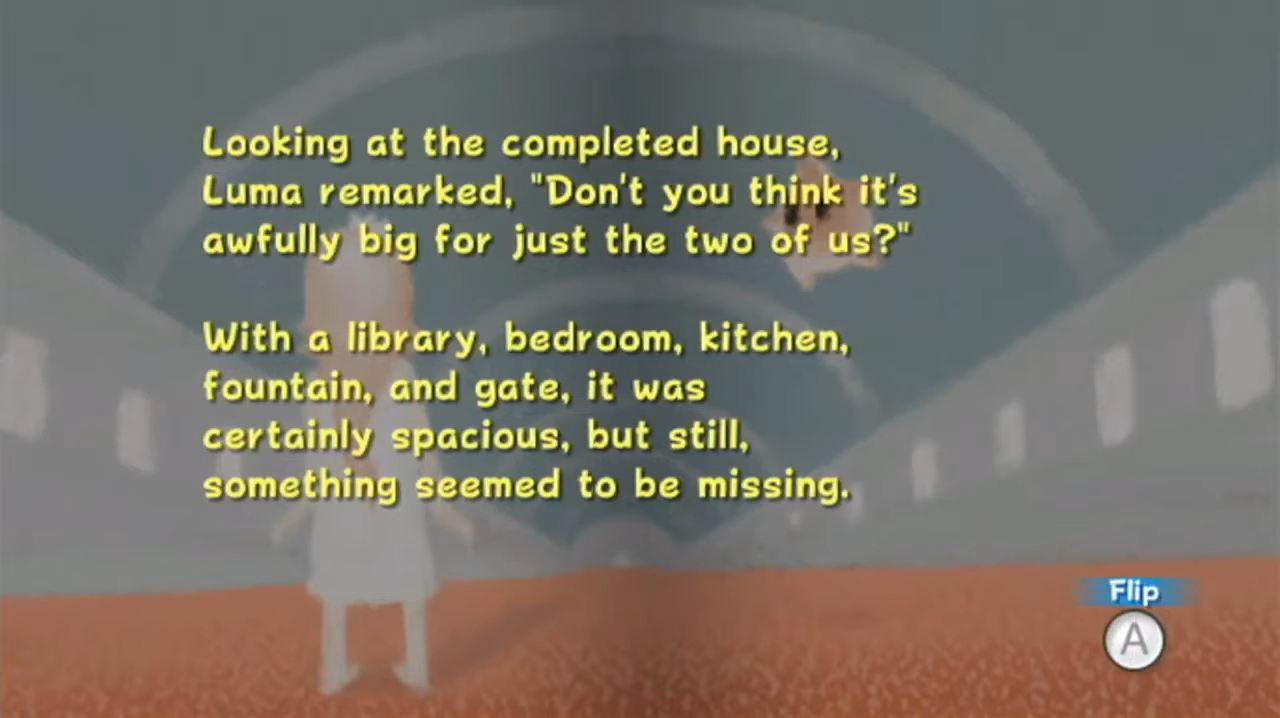 Looking at the completed house,
Luma remarked, "Don't you think it's
awfully big for just the two of us?"
With a library, bedroom, kitchen,
fountain, and gate, it was
certainly spacious, but still,
something seemed to be missing.
Flip
A